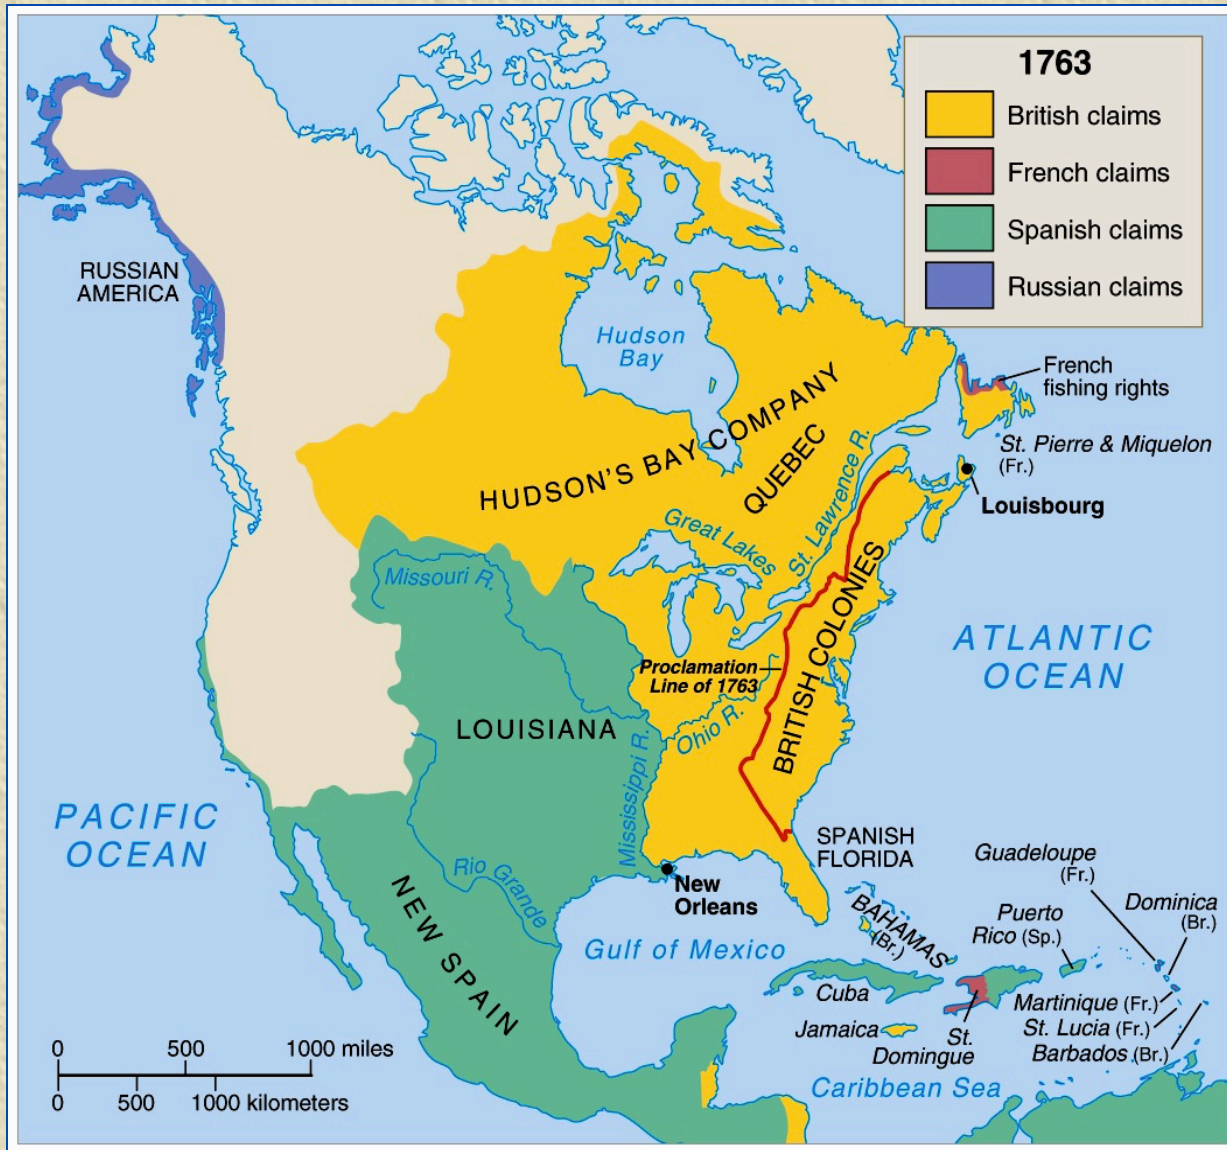 1763
British claims
French claims
Spanish claims
Russian claims
RUSSIAN
AMERICA
Hudson
Bay
French
fishing rights
HUDSON'S BAY COMPANY
QUEBEC
St. Lawrence R.
St. Pierre & Miquelon
(Fr.)
Louisbourg
Great Lakes
Missouri R.
BRITISH COLONIES
ATLANTIC
OCEAN
Proclamation
Line of 1763
LOUISIANA
Ohio R.
Mississippi R.
PACIFIC
OCEAN
SPANISH
FLORIDA
Rio Grande
New
Orleans
NEW SPAIN
Gulf of Mexico
BAHAMAS
(Br.)
Guadeloupe
(Fr.)
Dominica
(Br.)
Puerto
Rico (Sp.)
Cuba
Jamaica
St.
Domingue
Martinique (Fr.)
St. Lucia (Fr.)
Barbados (Br.)
Caribbean Sea
0 500 1000 miles
0 500 1000 kilometers